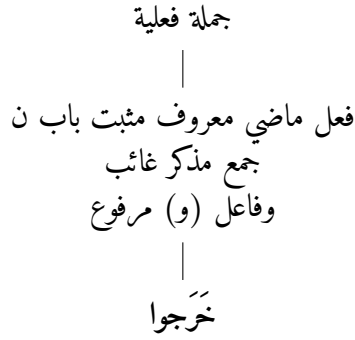 جملة فعلية
فعل ماضي معروف مثبت باب ن
جمع مذكر غائب
وفاعل (و) مرفوع
خَرَجوا